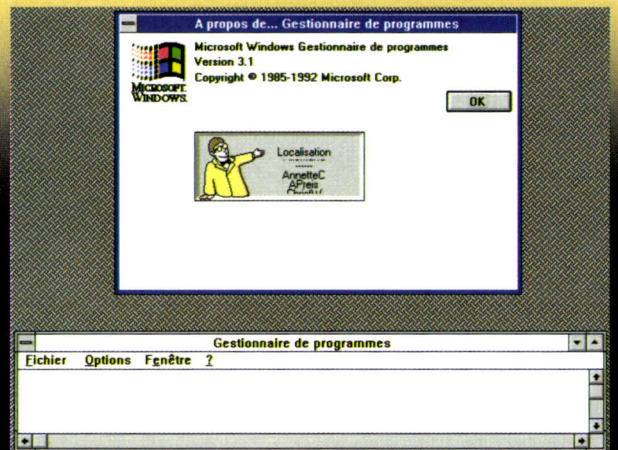 A propos de... Gestionnaire de programmes
Microsoft Windows Gestionnaire de programmes
Version 3.1
Copyright © 1985-1992 Microsoft Corp.
MICROSOFT
WINDOWS.
OK
Localisation
AnnetteC
APreis
Gestionnaire de programmes
Fichier Options Fenêtre ?